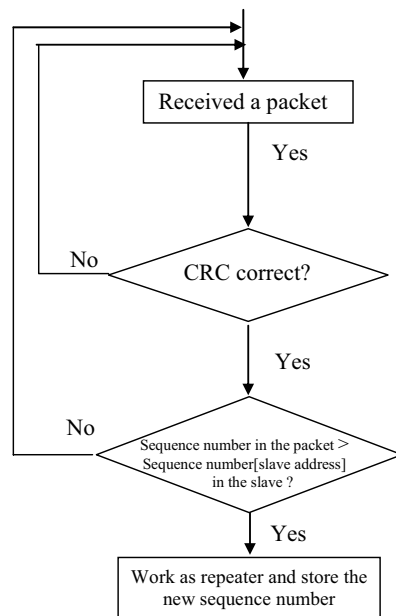 Received a packet
Yes
No
CRC correct?
Yes
No
Sequence number in the packet >
Sequence number[slave address]
in the slave ?
Yes
Work as repeater and store the
new sequence number